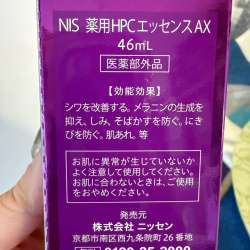 NIS 薬用HPCエッセンスAX
46mL
医薬部外品
【効能効果】
シワを改善する。メラニンの生成を
抑え、しみ、そばかすを防ぐ。にき
びを防ぐ。肌あれ。等
お肌に異常が生じていないか
よく注意して使用してください。
お肌に合わないときは、ご使用
をおやめください。
発売元
株式会社 ニッセン
京都市南区西九条院町26番地